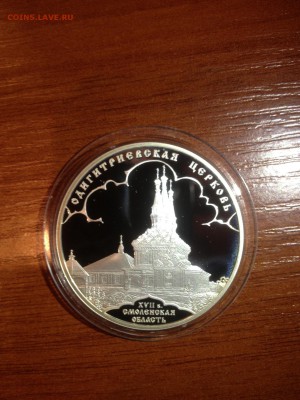 COINS.LAVE.RU
ОДИГИТРИЕВСКАЯ ЦЕРКОВЬ
XVII в.
СМОЛЕНСКАЯ
ОБЛАСТЬ